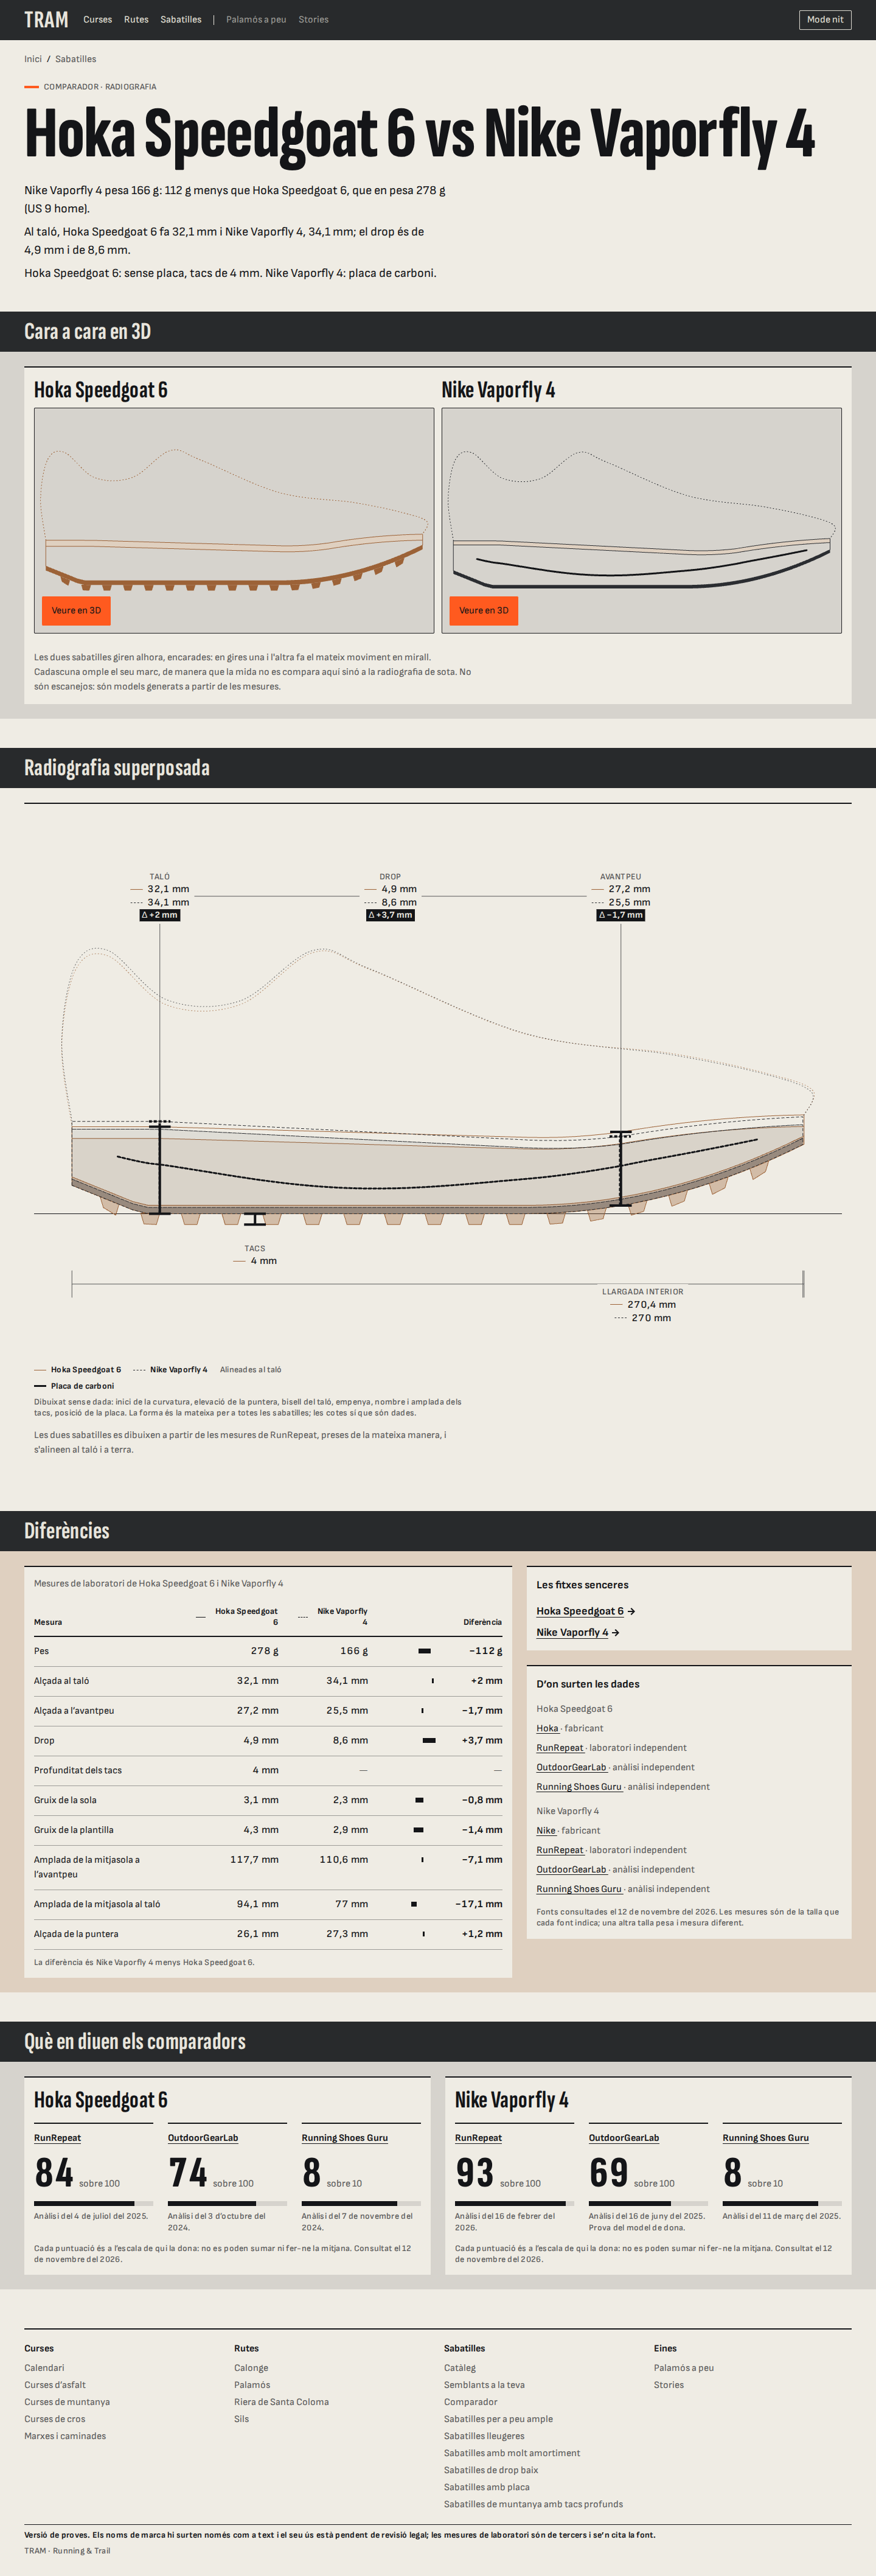 TRAM Curses Rutes Sabatilles | Palamós a peu Stories Mode nit
Inici / Sabatilles
COMPARADOR · RADIOGRAFIA
Hoka Speedgoat 6 vs Nike Vaporfly 4
Nike Vaporfly 4 pesa 166 g: 112 g menys que Hoka Speedgoat 6, que en pesa 278 g
(US 9 home).
Al taló, Hoka Speedgoat 6 fa 32,1 mm i Nike Vaporfly 4, 34,1 mm; el drop és de
4,9 mm i de 8,6 mm.
Hoka Speedgoat 6: sense placa, tacs de 4 mm. Nike Vaporfly 4: placa de carboni.
Cara a cara en 3D
Hoka Speedgoat 6
Nike Vaporfly 4
Veure en 3D
Veure en 3D
Les dues sabatilles giren alhora, encarades: en gires una i l'altra fa el mateix moviment en mirall.
Cadascuna omple el seu marc, de manera que la mida no es compara aquí sinó a la radiografia de sota. No
són escanejos: són models generats a partir de les mesures.
Radiografia superposada
TALÓ
32,1 mm
34,1 mm
Δ +2 mm
DROP
4,9 mm
8,6 mm
Δ +3,7 mm
AVANTPEU
27,2 mm
25,5 mm
Δ −1,7 mm
TACS
4 mm
LLARGADA INTERIOR
270,4 mm
270 mm
Hoka Speedgoat 6 Nike Vaporfly 4 Alineades al taló
Placa de carboni
Dibuixat sense dada: inici de la curvatura, elevació de la puntera, bisell del taló, empenya, nombre i amplada dels
tacs, posició de la placa. La forma és la mateixa per a totes les sabatilles; les cotes sí que són dades.
Les dues sabatilles es dibuixen a partir de les mesures de RunRepeat, preses de la mateixa manera, i
s'alineen al taló i a terra.
Diferències
Mesures de laboratori de Hoka Speedgoat 6 i Nike Vaporfly 4
Mesura Hoka Speedgoat 6 Nike Vaporfly 4 Diferència
Pes 278 g 166 g −112 g
Alçada al taló 32,1 mm 34,1 mm +2 mm
Alçada a l'avantpeu 27,2 mm 25,5 mm −1,7 mm
Drop 4,9 mm 8,6 mm +3,7 mm
Profunditat dels tacs 4 mm — —
Gruix de la sola 3,1 mm 2,3 mm −0,8 mm
Gruix de la plantilla 4,3 mm 2,9 mm −1,4 mm
Amplada de la mitjasola a l'avantpeu 117,7 mm 110,6 mm −7,1 mm
Amplada de la mitjasola al taló 94,1 mm 77 mm −17,1 mm
Alçada de la puntera 26,1 mm 27,3 mm +1,2 mm
La diferència és Nike Vaporfly 4 menys Hoka Speedgoat 6.
Les fitxes senceres
Hoka Speedgoat 6 →
Nike Vaporfly 4 →
D'on surten les dades
Hoka Speedgoat 6
Hoka · fabricant
RunRepeat · laboratori independent
OutdoorGearLab · anàlisi independent
Running Shoes Guru · anàlisi independent
Nike Vaporfly 4
Nike · fabricant
RunRepeat · laboratori independent
OutdoorGearLab · anàlisi independent
Running Shoes Guru · anàlisi independent
Fonts consultades el 12 de novembre del 2026. Les mesures són de la talla que
cada font indica; una altra talla pesa i mesura diferent.
Què en diuen els comparadors
Hoka Speedgoat 6
RunRepeat OutdoorGearLab Running Shoes Guru
84 sobre 100 74 sobre 100 8 sobre 10
Anàlisi del 4 de juliol del 2025.
Anàlisi del 3 d'octubre del
2024.
Anàlisi del 7 de novembre del
2024.
Cada puntuació és a l'escala de qui la dona: no es poden sumar ni fer-ne la mitjana. Consultat el 12
de novembre del 2026.
Nike Vaporfly 4
RunRepeat OutdoorGearLab Running Shoes Guru
93 sobre 100 69 sobre 100 8 sobre 10
Anàlisi del 16 de febrer del
2026.
Anàlisi del 16 de juny del 2025.
Prova del model de dona.
Anàlisi del 11 de març del 2025.
Cada puntuació és a l'escala de qui la dona: no es poden sumar ni fer-ne la mitjana. Consultat el 12
de novembre del 2026.
Curses
Calendari
Curses d'asfalt
Curses de muntanya
Curses de cros
Marxes i caminades
Rutes
Calonge
Palamós
Riera de Santa Coloma
Sils
Sabatilles
Catàleg
Semblants a la teva
Comparador
Sabatilles per a peu ample
Sabatilles lleugeres
Sabatilles amb molt amortiment
Sabatilles de drop baix
Sabatilles amb placa
Sabatilles de muntanya amb tacs profunds
Eines
Palamós a peu
Stories
Versió de proves. Els noms de marca hi surten només com a text i el seu ús està pendent de revisió legal; les mesures de laboratori són de tercers i se'n cita la font.
TRAM · Running & Trail